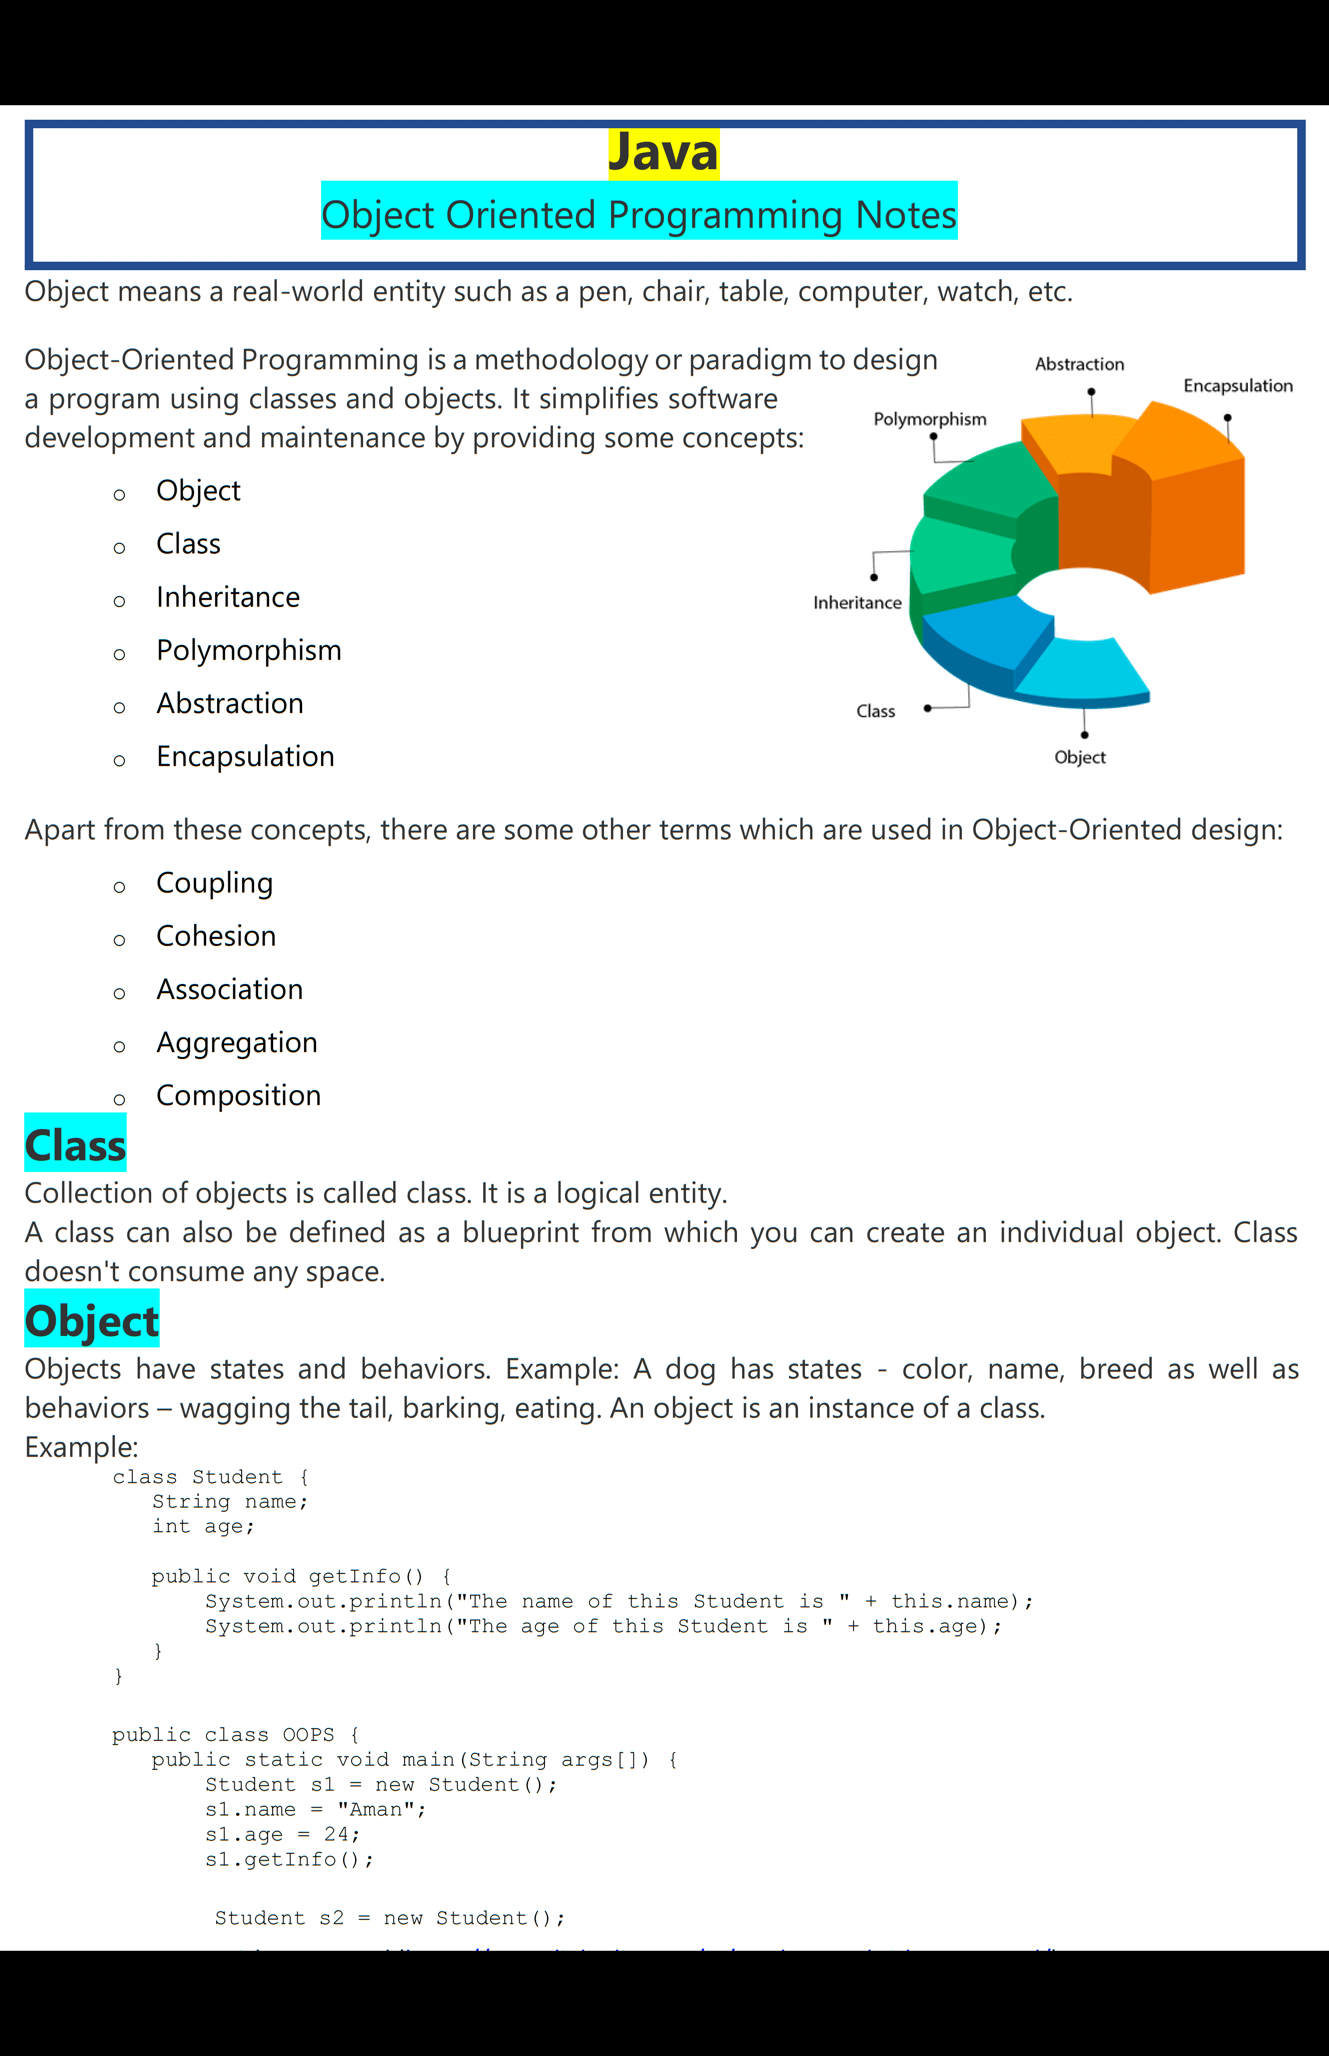 Java
Object Oriented Programming Notes
Object means a real-world entity such as a pen, chair, table, computer, watch, etc.
Object-Oriented Programming is a methodology or paradigm to design
a program using classes and objects. It simplifies software
development and maintenance by providing some concepts:
○ Object
○ Class
○ Inheritance
○ Polymorphism
○ Abstraction
○ Encapsulation
Abstraction
Encapsulation
Polymorphism
Inheritance
Class
Object
Apart from these concepts, there are some other terms which are used in Object-Oriented design:
○ Coupling
○ Cohesion
○ Association
○ Aggregation
○ Composition
Class
Collection of objects is called class. It is a logical entity.
A class can also be defined as a blueprint from which you can create an individual object. Class
doesn't consume any space.
Object
Objects have states and behaviors. Example: A dog has states - color, name, breed as well as
behaviors – wagging the tail, barking, eating. An object is an instance of a class.
Example:
class Student {
String name;
int age;
public void getInfo() {
System.out.println("The name of this Student is " + this.name);
System.out.println("The age of this Student is " + this.age);
}
}
public class OOPS {
public static void main(String args[]) {
Student s1 = new Student();
s1.name = "Aman";
s1.age = 24;
s1.getInfo();
Student s2 = new Student();